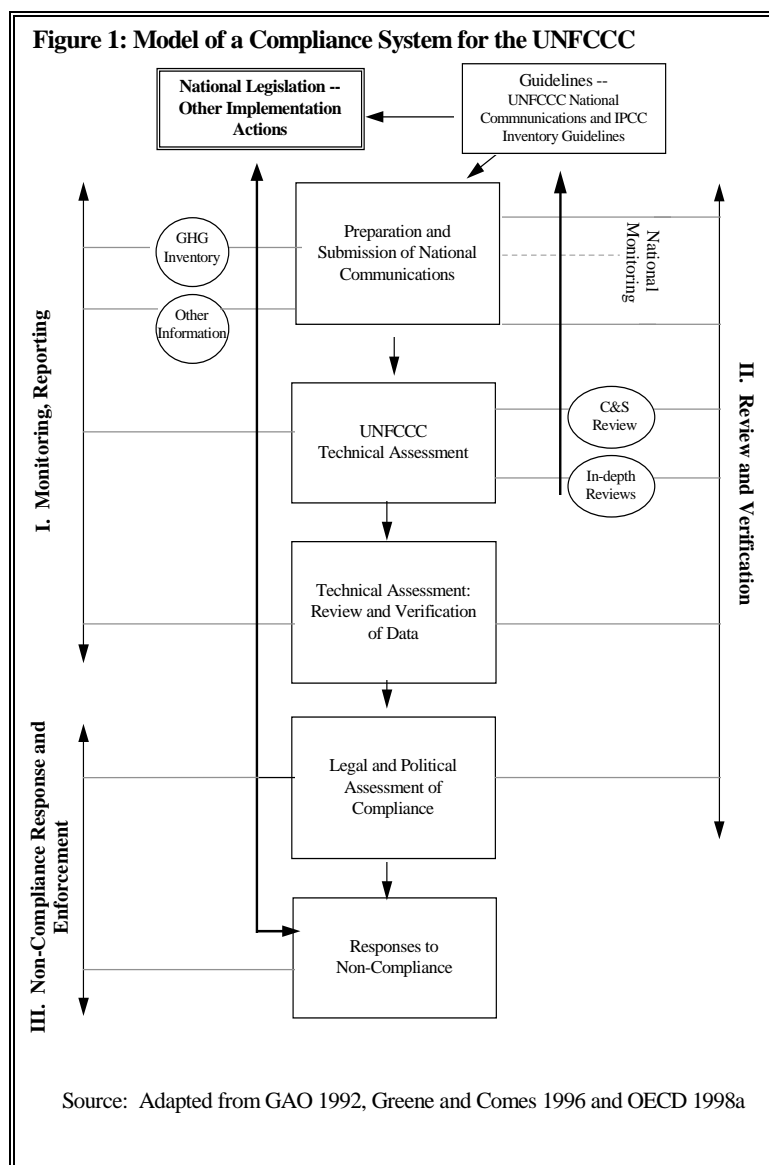 Figure 1: Model of a Compliance System for the UNFCCC
National Legislation --
Other Implementation
Actions
Guidelines --
UNFCCC National
Commnunications and IPCC
Inventory Guidelines
Preparation and
Submission of National
Communications
GHG
Inventory
Other
Information
National
Monitoring
I. Monitoring, Reporting
UNFCCC
Technical Assessment
C&S
Review
In-depth
Reviews
II. Review and Verification
Technical Assessment:
Review and Verification
of Data
Legal and Political
Assessment of
Compliance
III. Non-Compliance Response and
Enforcement
Responses to
Non-Compliance
Source: Adapted from GAO 1992, Greene and Comes 1996 and OECD 1998a